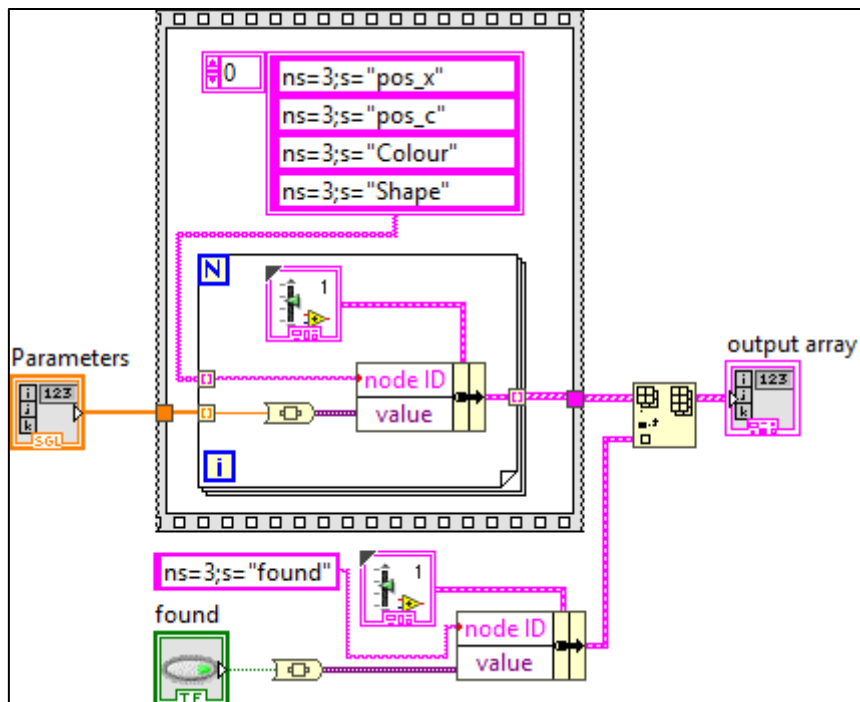 0
ns=3;s="pos_x"
ns=3;s="pos_c"
ns=3;s="Colour"
ns=3;s="Shape"
N
1
Parameters
i
j
k
123
SGL
node ID
value
i
output array
i
j
k
123
ns=3;s="found"
1
found
TF
node ID
value